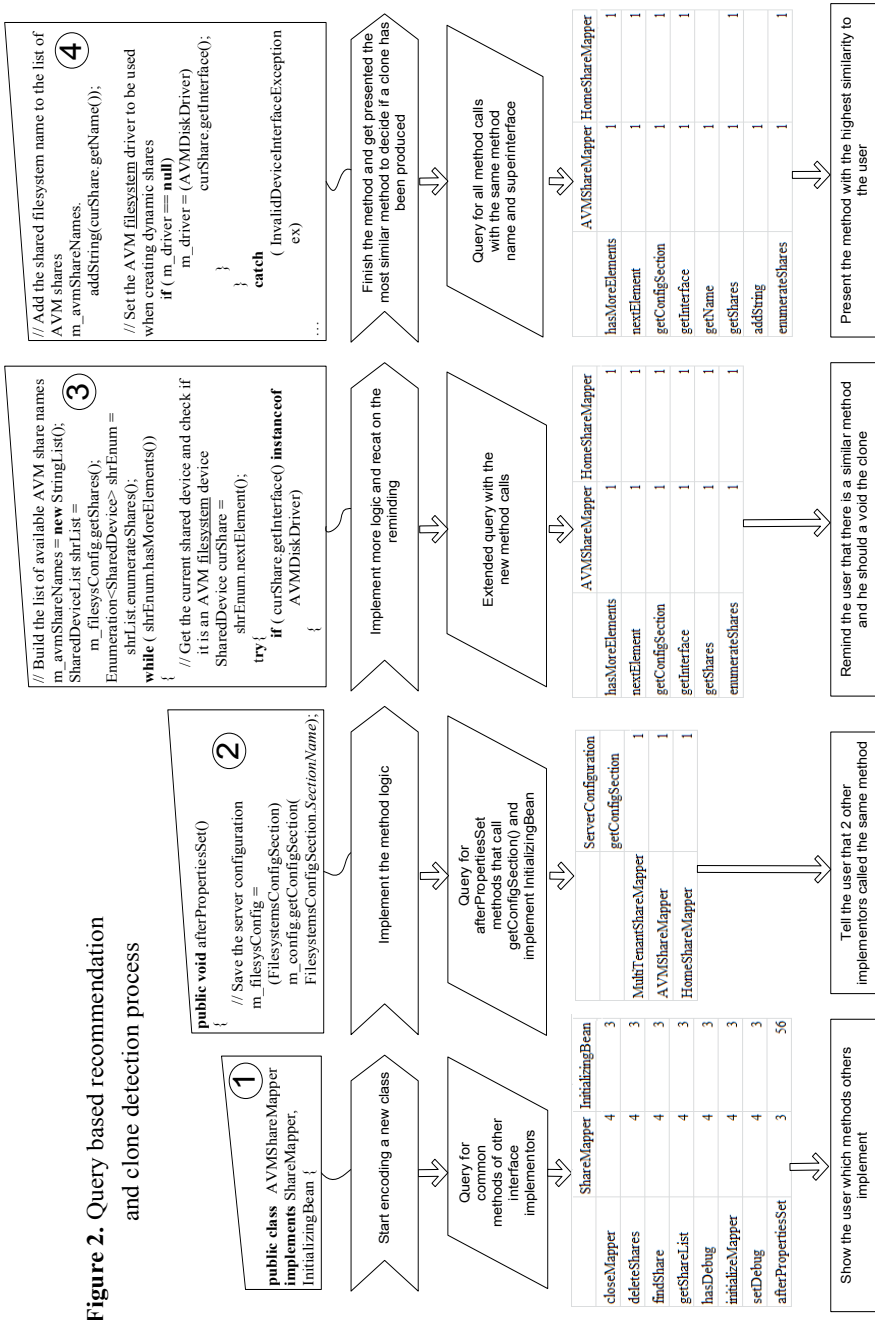 Figure 2. Query based recommendation
and clone detection process
1
public class AVMShareMapper
implements ShareMapper,
InitializingBean {
Start encoding a new class
Query for
common
methods of other
interface
implementors
ShareMapper InitializingBean
closeMapper 4 3
deleteShares 4 3
findShare 4 3
getShareList 4 3
hasDebug 4 3
initializeMapper 4 3
setDebug 4 3
afterPropertiesSet 3 56
Show the user which methods others
implement
2
public void afterPropertiesSet()
{
// Save the server configuration
m_filesysConfig =
(FilesystemsConfigSection)
m_config.getConfigSection(
FilesystemsConfigSection.SectionName);
Implement the method logic
Query for
afterPropertiesSet
methods that call
getConfigSection() and
implement InitializingBean
ServerConfiguration
getConfigSection
MultiTenantShareMapper 1
AVMShareMapper 1
HomeShareMapper 1
Tell the user that 2 other
implementors called the same method
3
// Build the list of available AVM share names
m_avmShareNames = new StringList();
SharedDeviceList shrList =
m_filesysConfig.getShares();
Enumeration<SharedDevice> shrEnum =
shrList.enumerateShares();
while ( shrEnum.hasMoreElements())
{
// Get the current shared device and check if
it is an AVM filesystem device
SharedDevice curShare =
shrEnum.nextElement();
try{
if ( curShare.getInterface() instanceof
AVMDiskDriver)
{
Implement more logic and recat on the
reminding
Extended query with the
new method calls
AVMShareMapper HomeShareMapper
hasMoreElements 1 1
nextElement 1 1
getConfigSection 1 1
getInterface 1 1
getShares 1 1
enumerateShares 1 1
Remind the user that there is a similar method
and he should a void the clone
4
// Add the shared filesystem name to the list of
AVM shares
m_avmShareNames.
addString(curShare.getName());
// Set the AVM filesystem driver to be used
when creating dynamic shares
if ( m_driver == null)
m_driver = (AVMDiskDriver)
curShare.getInterface();
}
}
catch
( InvalidDeviceInterfaceException
ex)
…
Finish the method and get presented the
most similar method to decide if a clone has
been produced
Query for all method calls
with the same method
name and superinterface
AVMShareMapper HomeShareMapper
hasMoreElements 1 1
nextElement 1 1
getConfigSection 1 1
getInterface 1 1
getName 1
getShares 1 1
addString 1
enumerateShares 1 1
Present the method with the highest similarity to
the user